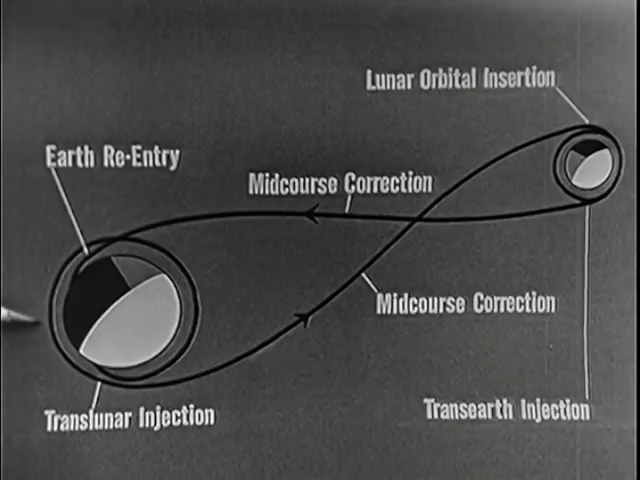 Lunar Orbital Insertion
Earth Re-Entry
Midcourse Correction
Midcourse Correction
Translunar Injection
Transearth Injection